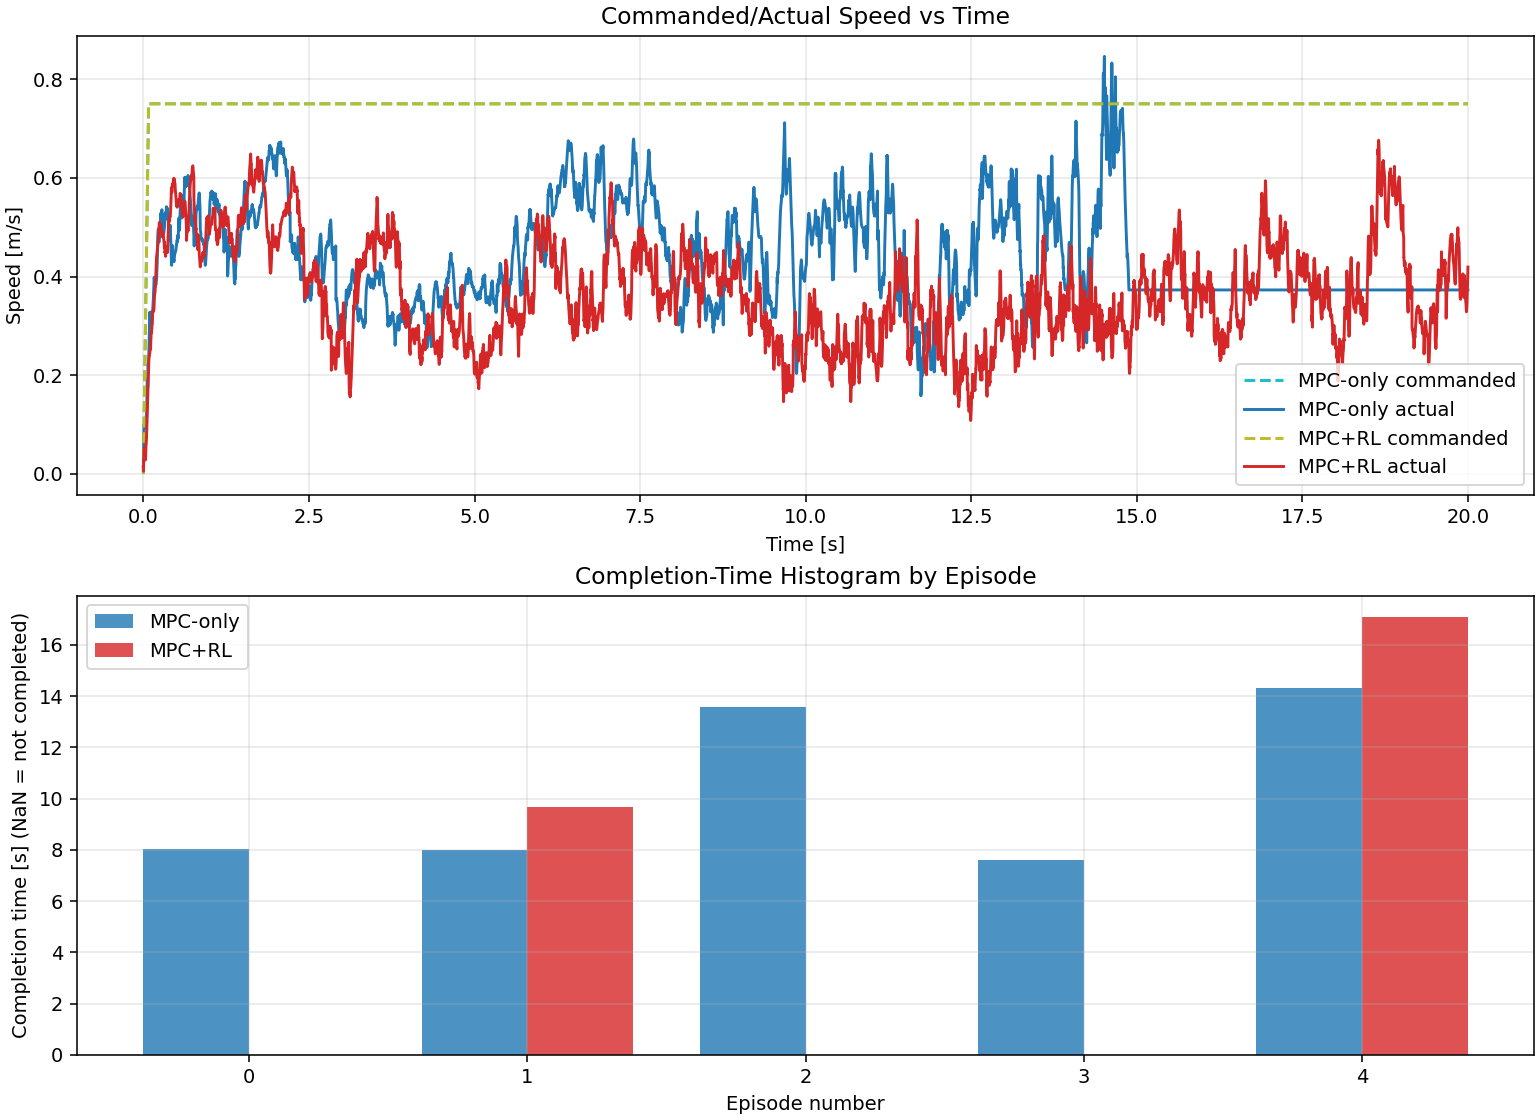 Commanded/Actual Speed vs Time
Speed [m/s]
0.8
0.6
0.4
0.2
0.0
MPC-only commanded
MPC-only actual
MPC+RL commanded
MPC+RL actual
0.0 2.5 5.0 7.5 10.0 12.5 15.0 17.5 20.0
Time [s]
Completion-Time Histogram by Episode
Completion time [s] (NaN = not completed)
MPC-only
MPC+RL
16
14
12
10
8
6
4
2
0
0 1 2 3 4
Episode number